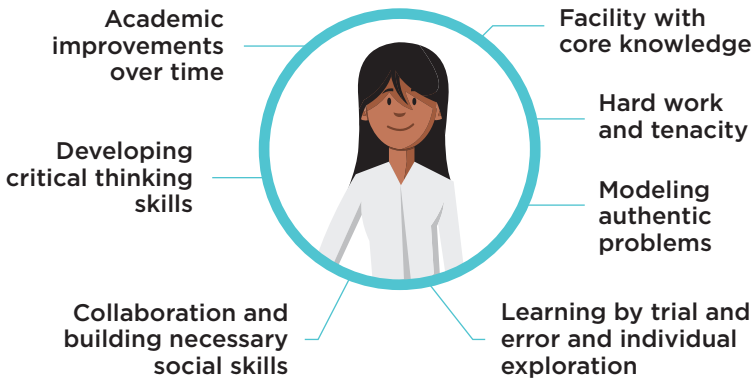 Academic
improvements
over time
Facility with
core knowledge
Hard work
and tenacity
Developing
critical thinking
skills
Modeling
authentic
problems
Collaboration and
building necessary
social skills
Learning by trial and
error and individual
exploration